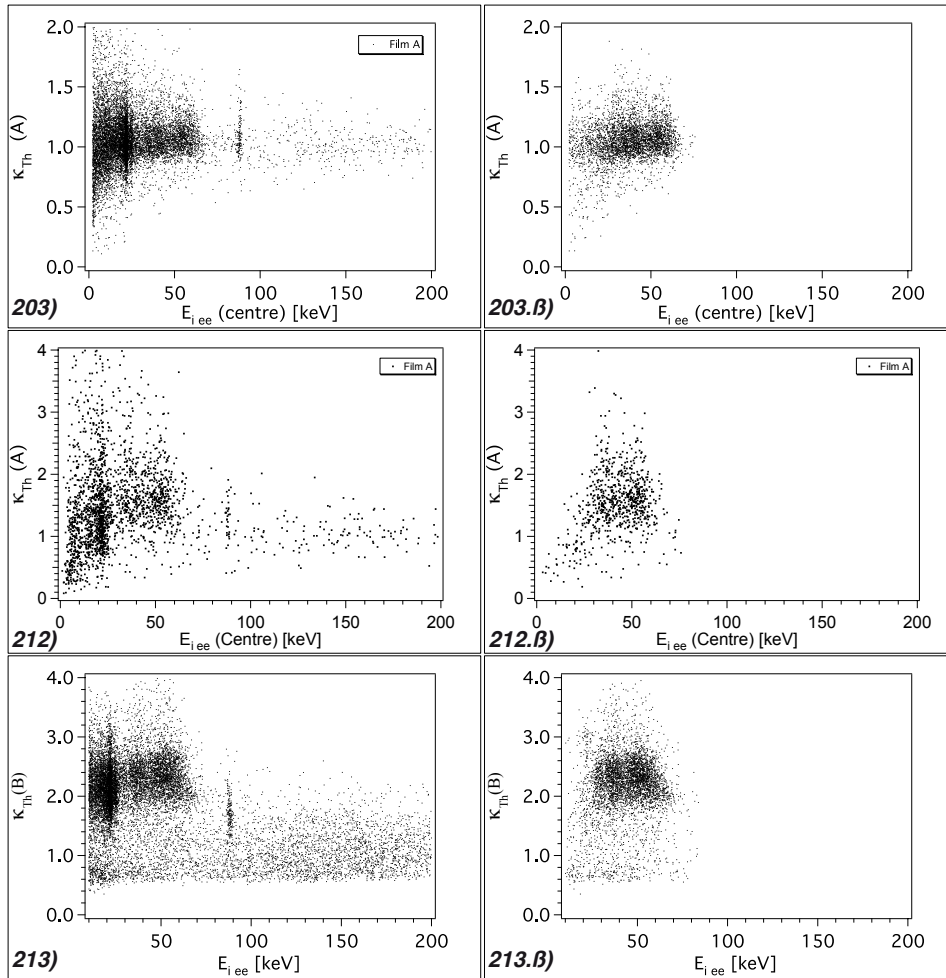 2.0
1.5
1.0
0.5
0.0
κTh (A)
Film A
0 50 100 150 200
Ei ee (centre) [keV]
203)
2.0
1.5
1.0
0.5
0.0
κTh (A)
0 50 100 150 200
Ei ee (centre) [keV]
203.ß)
4
3
2
1
0
κTh (A)
Film A
0 50 100 150 200
Ei ee (Centre) [keV]
212)
4
3
2
1
0
κTh (A)
Film A
0 50 100 150 200
Ei ee (Centre) [keV]
212.ß)
4.0
3.0
2.0
1.0
0.0
κTh(B)
50 100 150 200
Ei ee [keV]
213)
4.0
3.0
2.0
1.0
0.0
κTh(B)
50 100 150 200
Ei ee [keV]
213.ß)